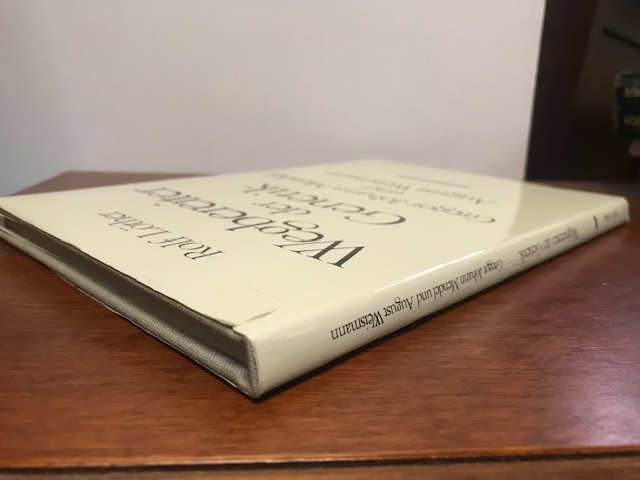 Rolf Löther
Wegbereiter
der
Genetik
Gregor Johann Mendel
und
August Weismann
Wegbereiter der Genetik Gregor Johann Mendel und August Weismann